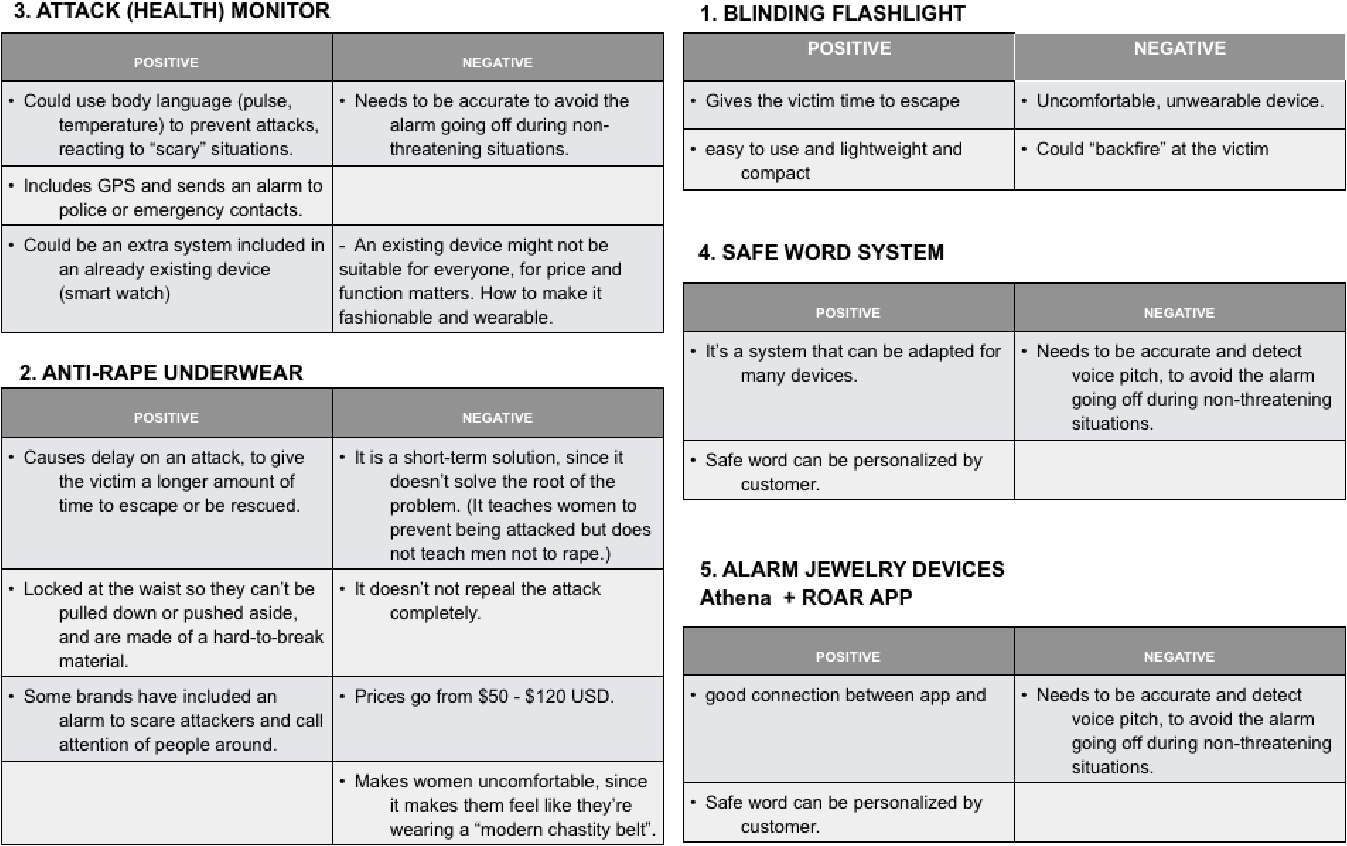 3. ATTACK (HEALTH) MONITOR
POSITIVE
NEGATIVE
• Could use body language (pulse,
temperature) to prevent attacks,
reacting to “scary” situations.
• Needs to be accurate to avoid the
alarm going off during non-
threatening situations.
• Includes GPS and sends an alarm to
police or emergency contacts.
• Could be an extra system included in
an already existing device
(smart watch)
- An existing device might not be
suitable for everyone, for price and
function matters. How to make it
fashionable and wearable.
2. ANTI-RAPE UNDERWEAR
POSITIVE
NEGATIVE
• Causes delay on an attack, to give
the victim a longer amount of
time to escape or be rescued.
• It is a short-term solution, since it
doesn’t solve the root of the
problem. (It teaches women to
prevent being attacked but does
not teach men not to rape.)
• Locked at the waist so they can’t be
pulled down or pushed aside,
and are made of a hard-to-break
material.
• It doesn’t not repeal the attack
completely.
• Some brands have included an
alarm to scare attackers and call
attention of people around.
• Prices go from $50 - $120 USD.
• Makes women uncomfortable, since
it makes them feel like they’re
wearing a “modern chastity belt”.
1. BLINDING FLASHLIGHT
POSITIVE
NEGATIVE
• Gives the victim time to escape
• Uncomfortable, unwearable device.
• easy to use and lightweight and
compact
• Could “backfire” at the victim
4. SAFE WORD SYSTEM
POSITIVE
NEGATIVE
• It’s a system that can be adapted for
many devices.
• Needs to be accurate and detect
voice pitch, to avoid the alarm
going off during non-threatening
situations.
• Safe word can be personalized by
customer.
5. ALARM JEWELRY DEVICES
Athena + ROAR APP
POSITIVE
NEGATIVE
• good connection between app and
• Needs to be accurate and detect
voice pitch, to avoid the alarm
going off during non-threatening
situations.
• Safe word can be personalized by
customer.